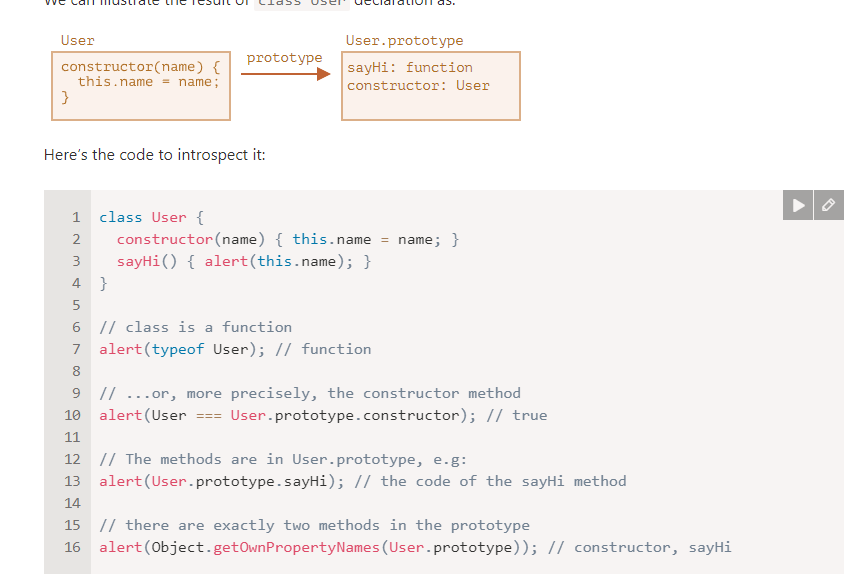 We can illustrate the result of class User declaration as:
User
User.prototype
constructor(name) {
this.name = name;
}
prototype
sayHi: function
constructor: User
Here's the code to introspect it:
1 class User {
2 constructor(name) { this.name = name; }
3 sayHi() { alert(this.name); }
4 }
5
6 // class is a function
7 alert(typeof User); // function
8
9 // ...or, more precisely, the constructor method
10 alert(User === User.prototype.constructor); // true
11
12 // The methods are in User.prototype, e.g:
13 alert(User.prototype.sayHi); // the code of the sayHi method
14
15 // there are exactly two methods in the prototype
16 alert(Object.getOwnPropertyNames(User.prototype)); // constructor, sayHi